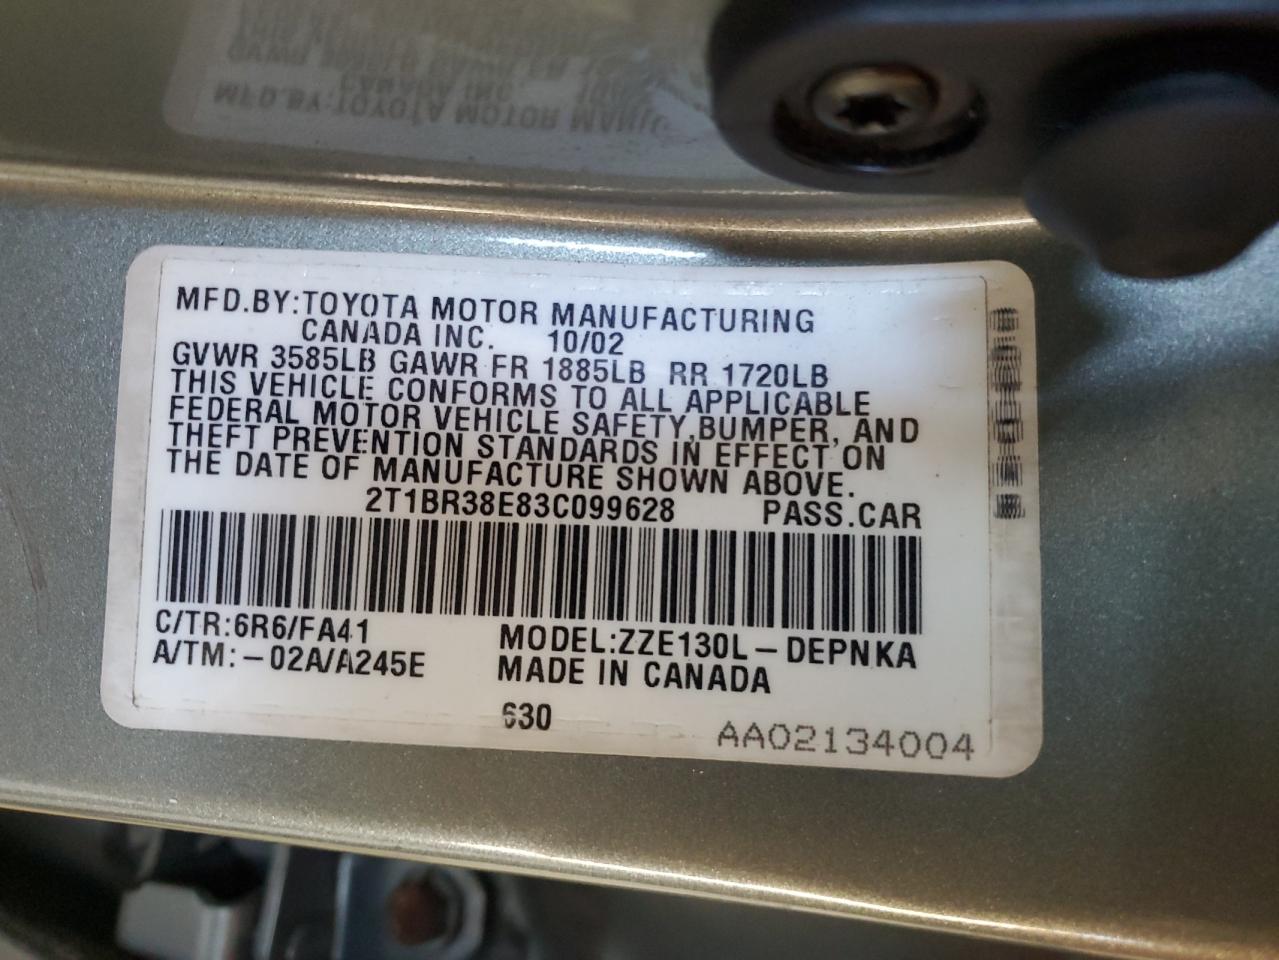 MFD.BY:TOYOTA MOTOR MANUFACTURING
CANADA INC. 10/02
GVWR 3585LB GAWR FR 1885LB RR 1720LB
THIS VEHICLE CONFORMS TO ALL APPLICABLE
FEDERAL MOTOR VEHICLE SAFETY,BUMPER, AND
THEFT PREVENTION STANDARDS IN EFFECT ON
THE DATE OF MANUFACTURE SHOWN ABOVE.
2T1BR38E83C099628 PASS.CAR
C/TR:6R6/FA41 MODEL:ZZE130L-DEPNKA
A/TM:-02A/A245E MADE IN CANADA
630
AA02134004